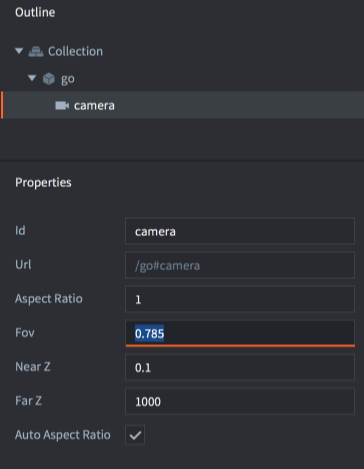 Outline
Collection
go
camera
Properties
Id camera
Url /go#camera
Aspect Ratio 1
Fov 0.785
Near Z 0.1
Far Z 1000
Auto Aspect Ratio